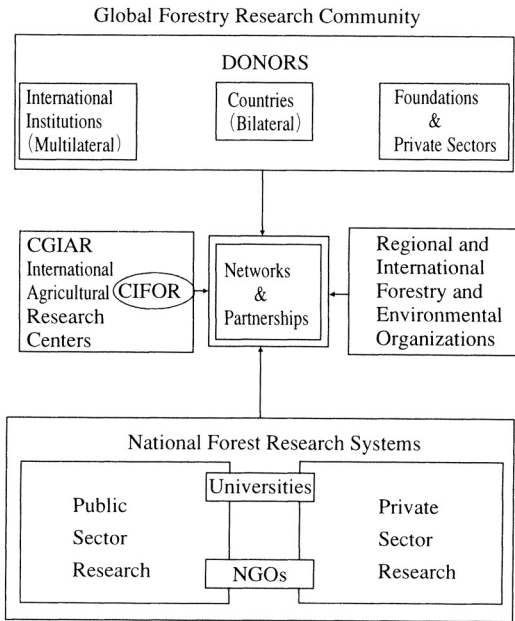 Global Forestry Research Community
DONORS
International
Institutions
(Multilateral)
Countries
(Bilateral)
Foundations
&
Private Sectors
CGIAR
International
Agricultural
Research
Centers
CIFOR
Networks
&
Partnerships
Regional and
International
Forestry and
Environmental
Organizations
National Forest Research Systems
Public
Sector
Research
Universities
NGOs
Private
Sector
Research